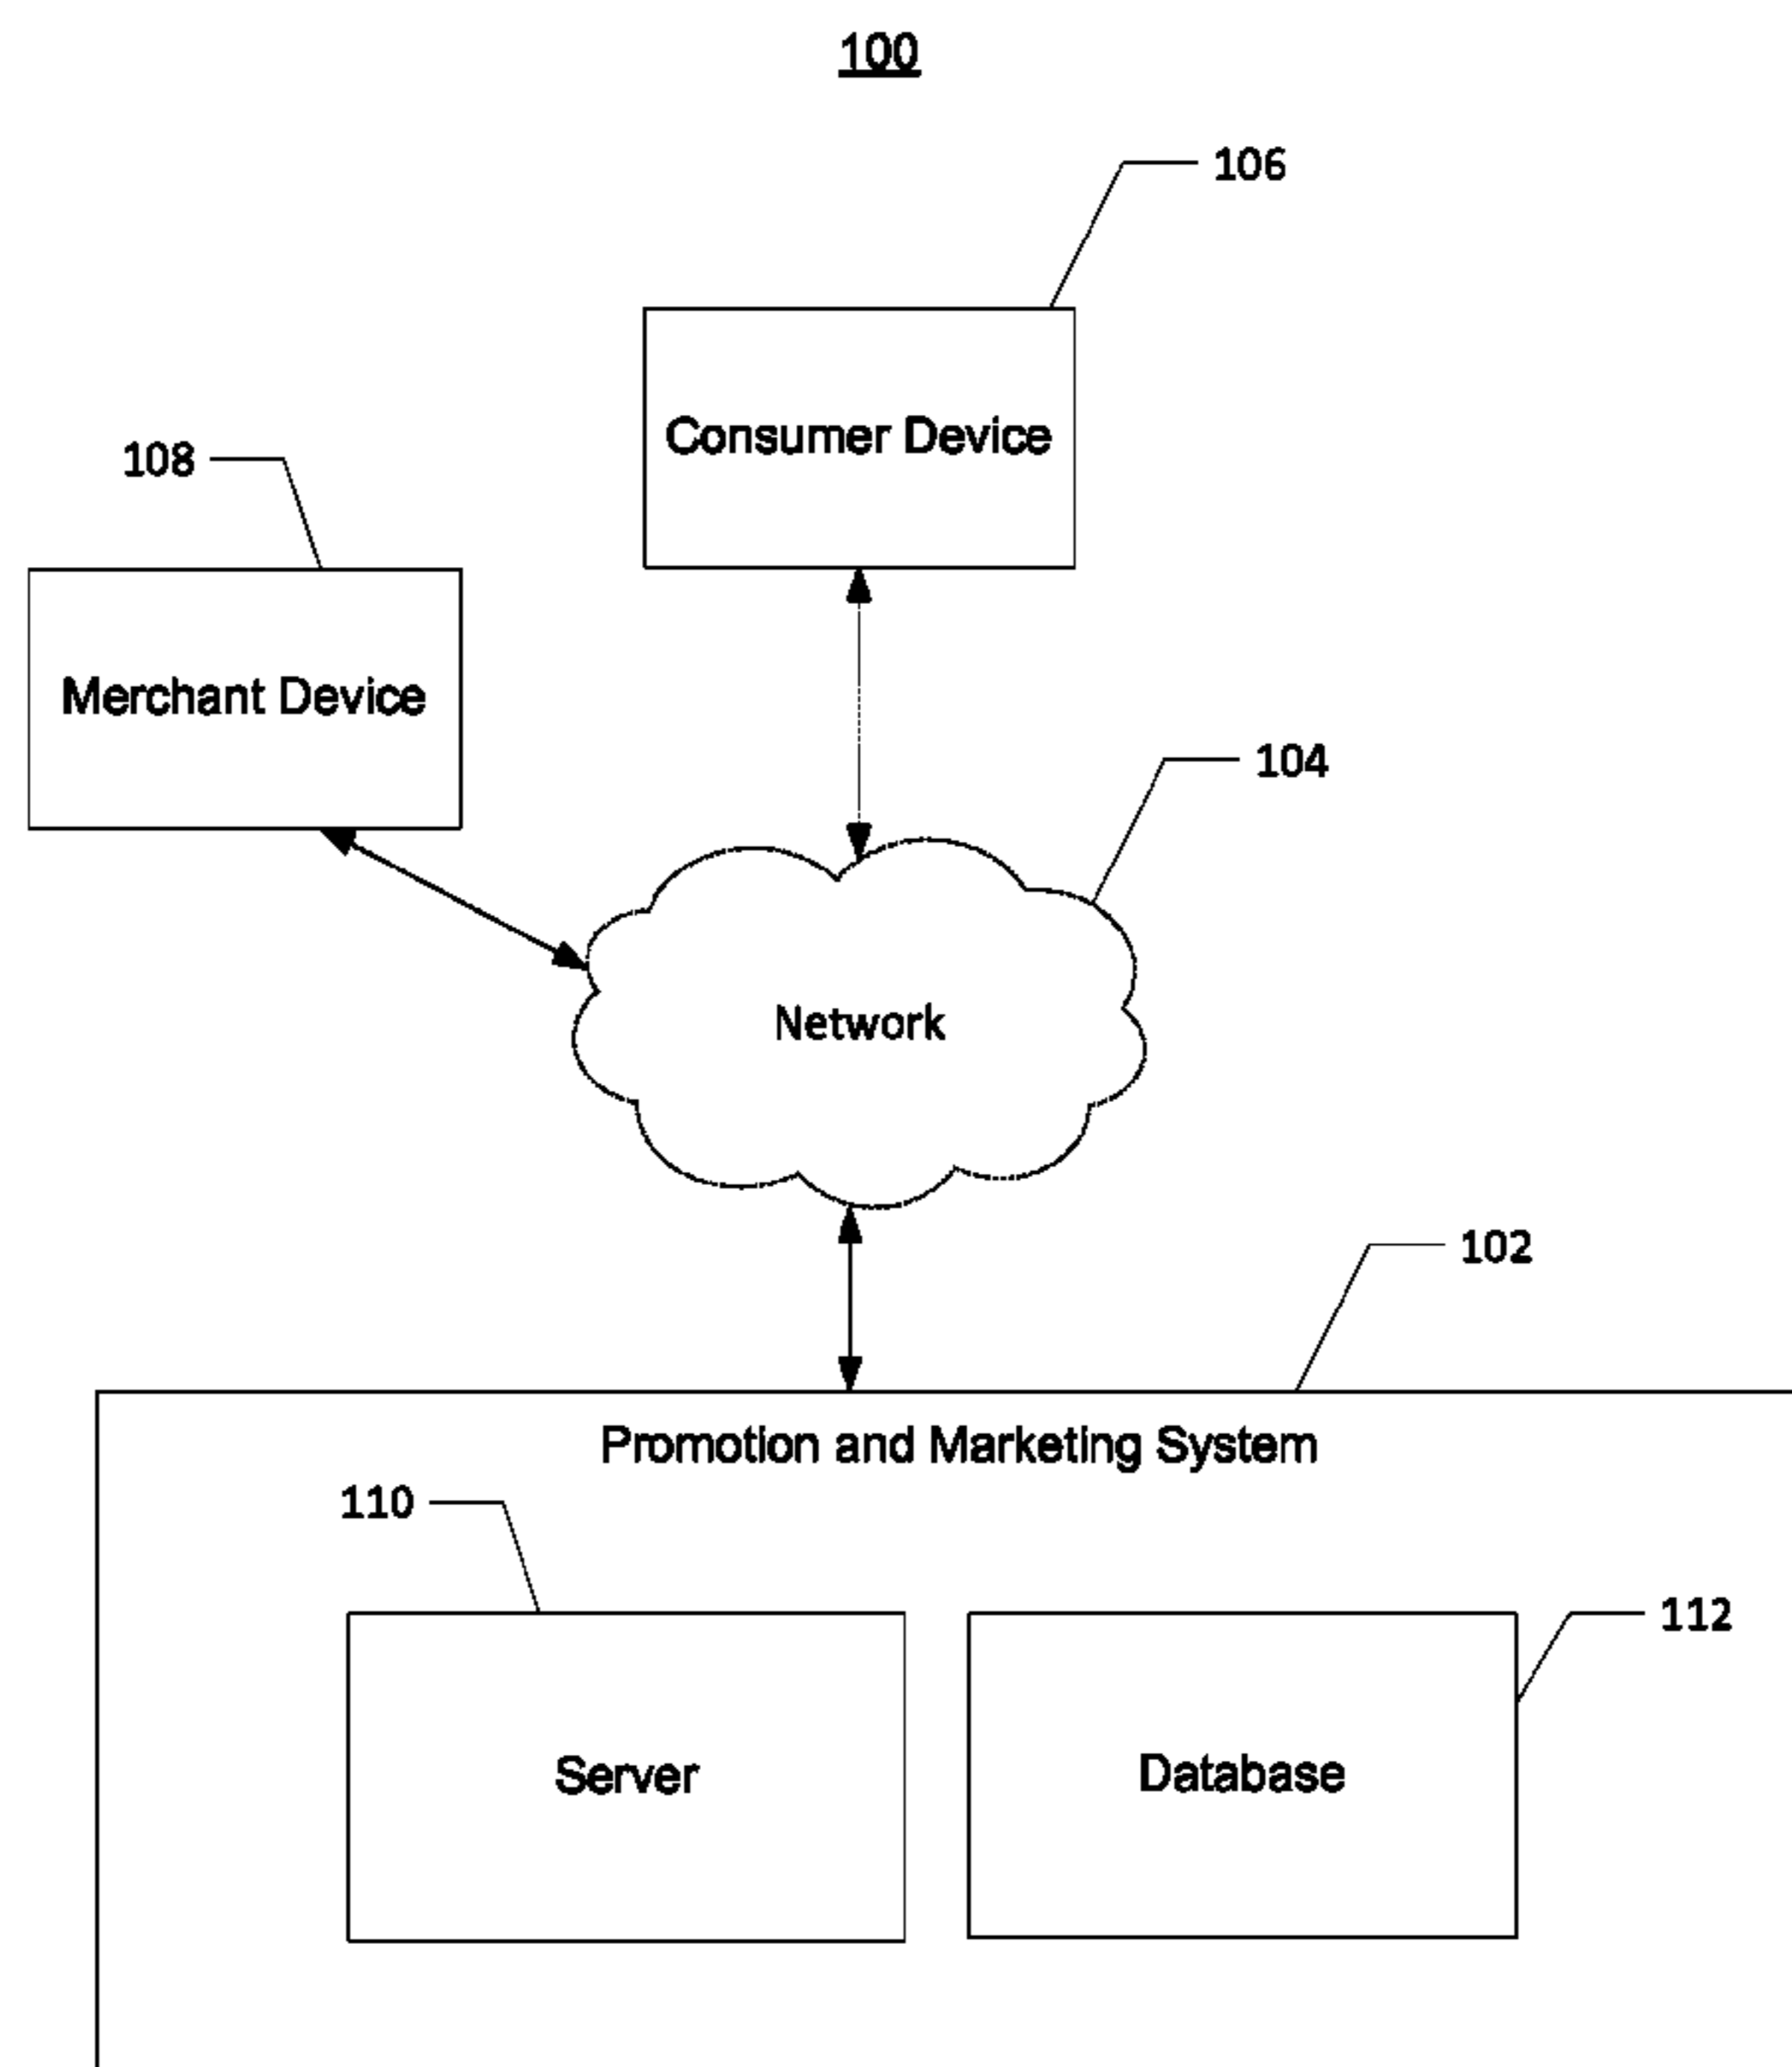 100
106
Consumer Device
108
Merchant Device
104
Network
102
Promotion and Marketing System
110
112
Server
Database